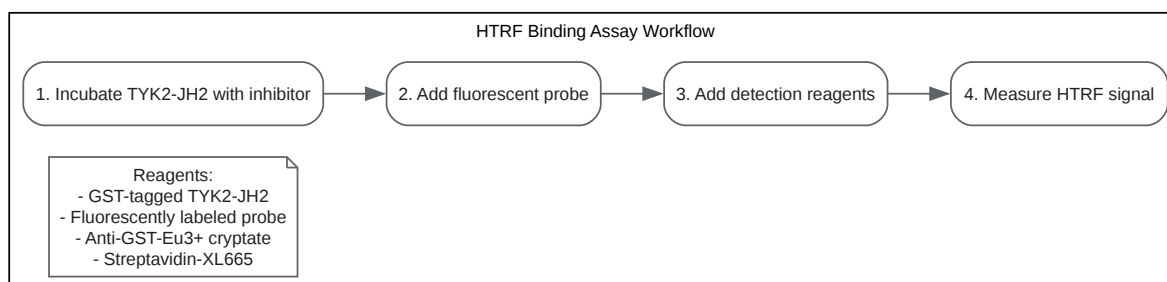 HTRF Binding Assay Workflow
1. Incubate TYK2-JH2 with inhibitor
2. Add fluorescent probe
3. Add detection reagents
4. Measure HTRF signal
Reagents:
- GST-tagged TYK2-JH2
- Fluorescently labeled probe
- Anti-GST-Eu3+ cryptate
- Streptavidin-XL665